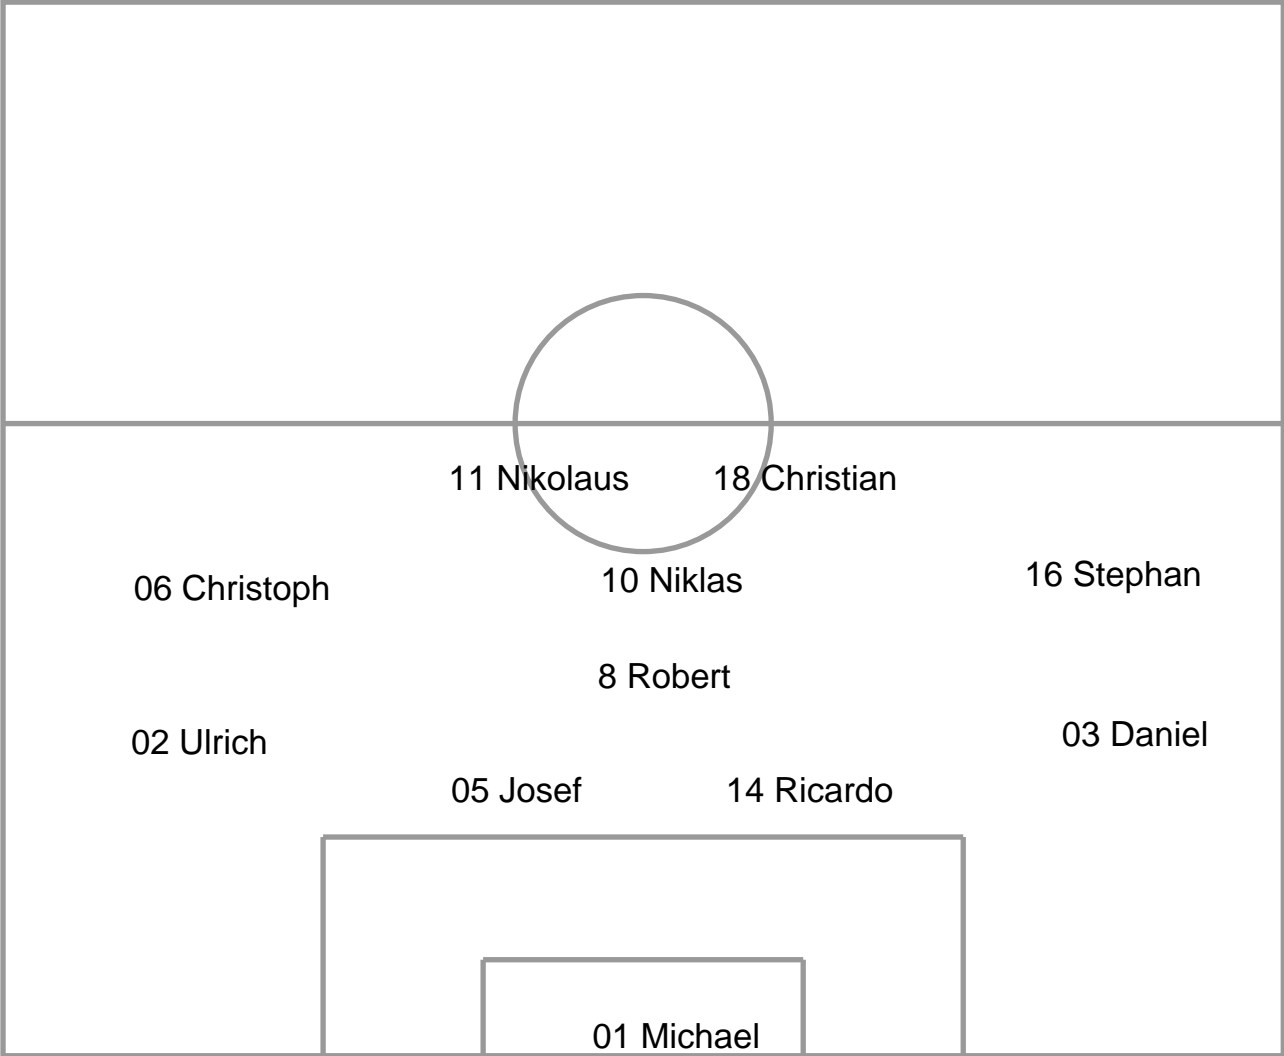 11 Nikolaus
18 Christian
06 Christoph
10 Niklas
16 Stephan
8 Robert
02 Ulrich
03 Daniel
05 Josef
14 Ricardo
01 Michael